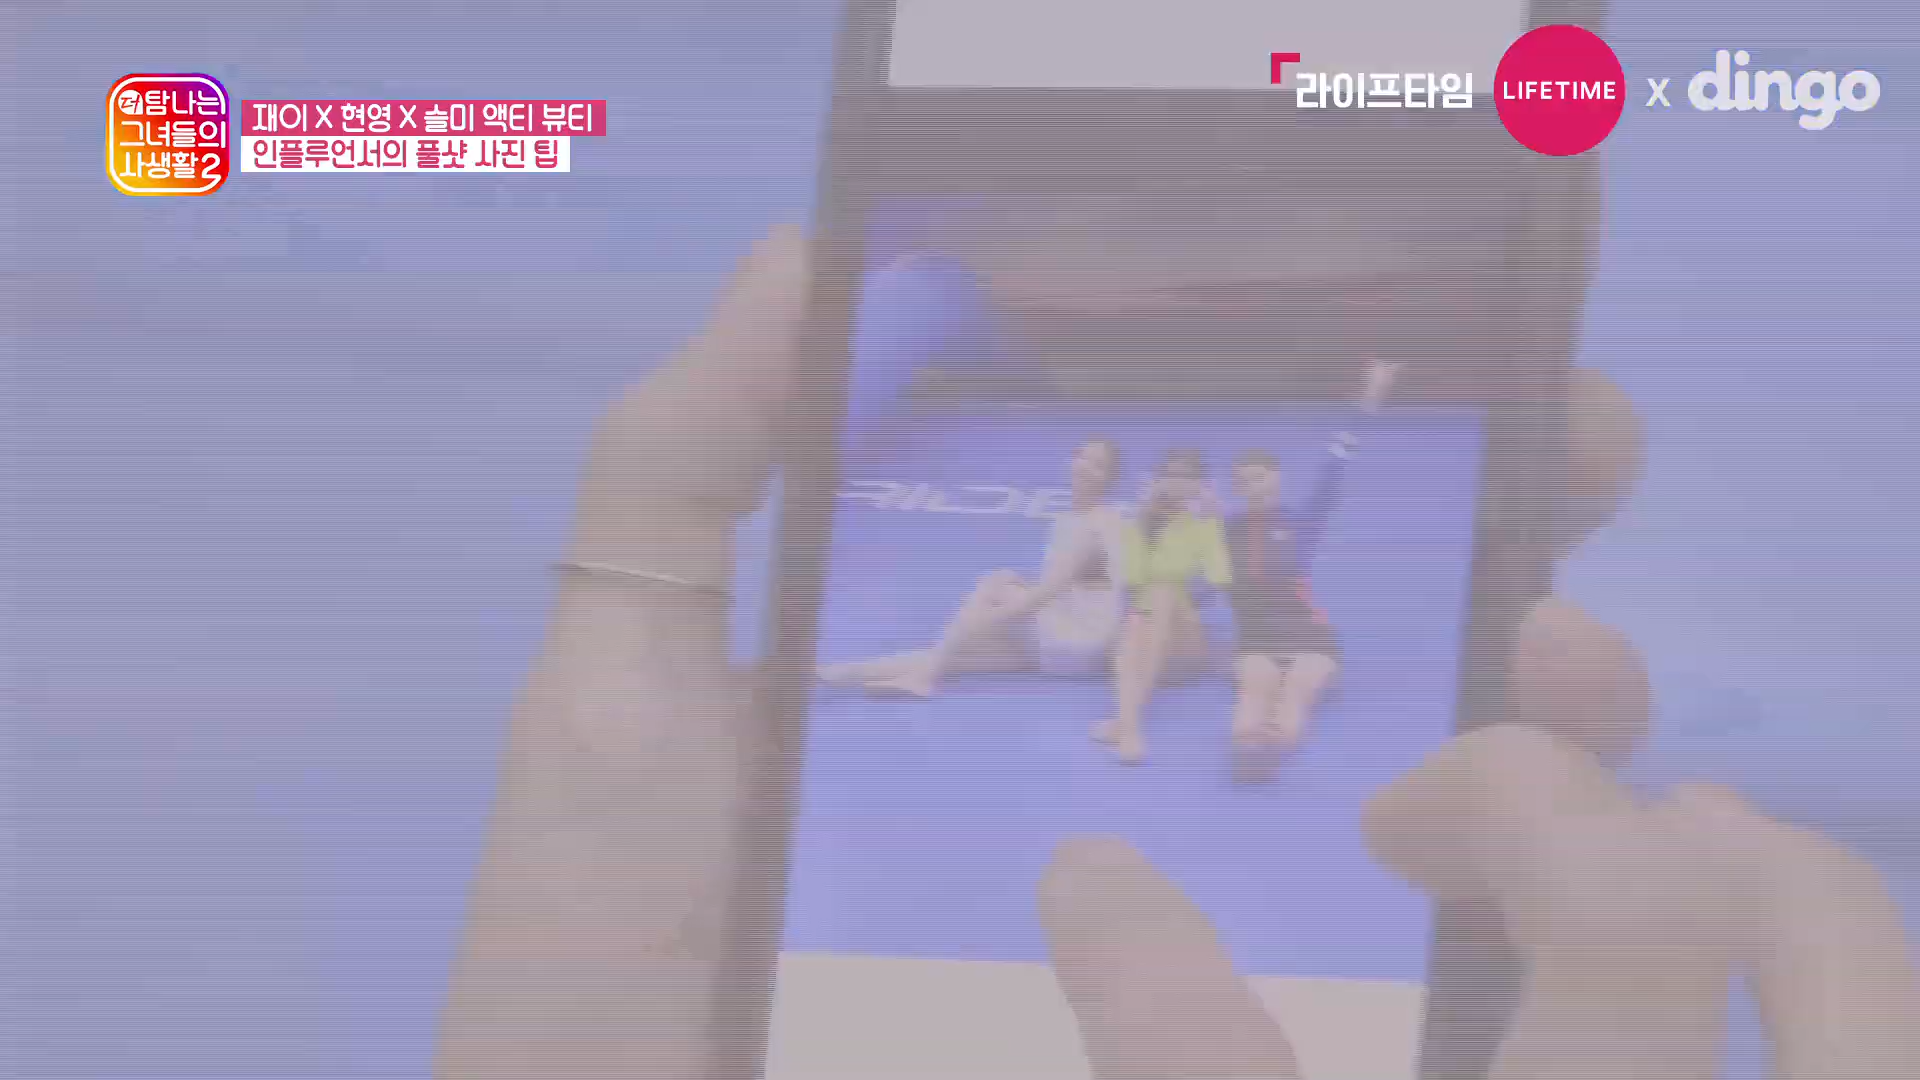 더 탐나는
그녀들의
사생활2
재이 X 현영 X 솔미 액티 뷰티
인플루언서의 풀샷 사진 팁
라이프타임
LIFETIME
x dingo